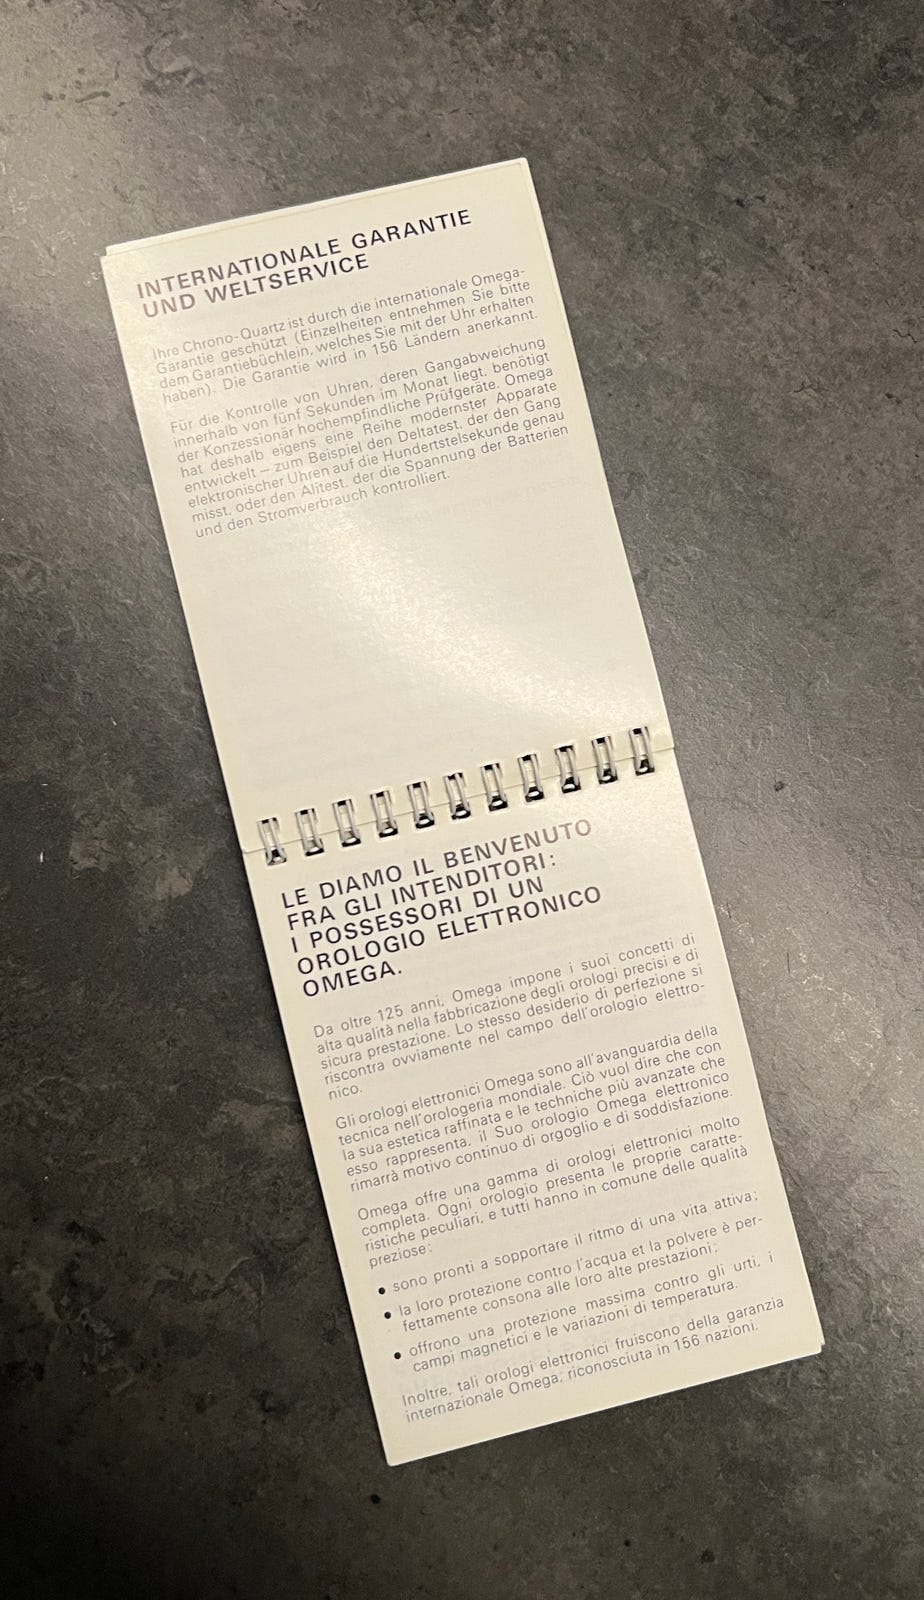 INTERNATIONALE GARANTIE
UND WELTSERVICE
Ihre Chrono-Quartz ist durch die internationale Omega-
Garantie geschützt (Einzelheiten entnehmen Sie bitte
dem Garantiebüchlein, welches Sie mit der Uhr erhalten
haben). Die Garantie wird in 156 Ländern anerkannt.
Für die Kontrolle von Uhren, deren Gangabweichung
innerhalb von fünf Sekunden im Monat liegt, benötigt
der Konzessionär hochempfindliche Prüfgeräte. Omega
hat deshalb eigens eine Reihe modernster Apparate
entwickelt – zum Beispiel den Deltatest, der den Gang
elektronischer Uhren auf die Hundertstelsekunde genau
misst, oder den Alitest, der die Spannung der Batterien
und den Stromverbrauch kontrolliert.
LE DIAMO IL BENVENUTO
FRA GLI INTENDITORI:
I POSSESSORI DI UN
OROLOGIO ELETTRONICO
OMEGA.
Da oltre 125 anni, Omega impone i suoi concetti di
alta qualità nella fabbricazione degli orologi precisi e di
sicura prestazione. Lo stesso desiderio di perfezione si
riscontra ovviamente nel campo dell'orologio elettro-
nico.
Gli orologi elettronici Omega sono all'avanguardia della
tecnica nell'orologeria mondiale. Ciò vuol dire che con
la sua estetica raffinata e le techniche più avanzate che
esso rappresenta, il Suo orologio Omega elettronico
rimarrà motivo continuo di orgoglio e di soddisfazione.
Omega offre una gamma di orologi elettronici molto
completa. Ogni orologio presenta le proprie caratte-
ristiche peculiari, e tutti hanno in comune delle qualità
preziose:
• sono pronti a sopportare il ritmo di una vita attiva;
• la loro protezione contro l'acqua et la polvere è per-
fettamente consona alle loro alte prestazioni;
• offrono una protezione massima contro gli urti, i
campi magnetici e le variazioni di temperatura.
Inoltre, tali orologi elettronici fruiscono della garanzia
internazionale Omega, riconosciuta in 156 nazioni.